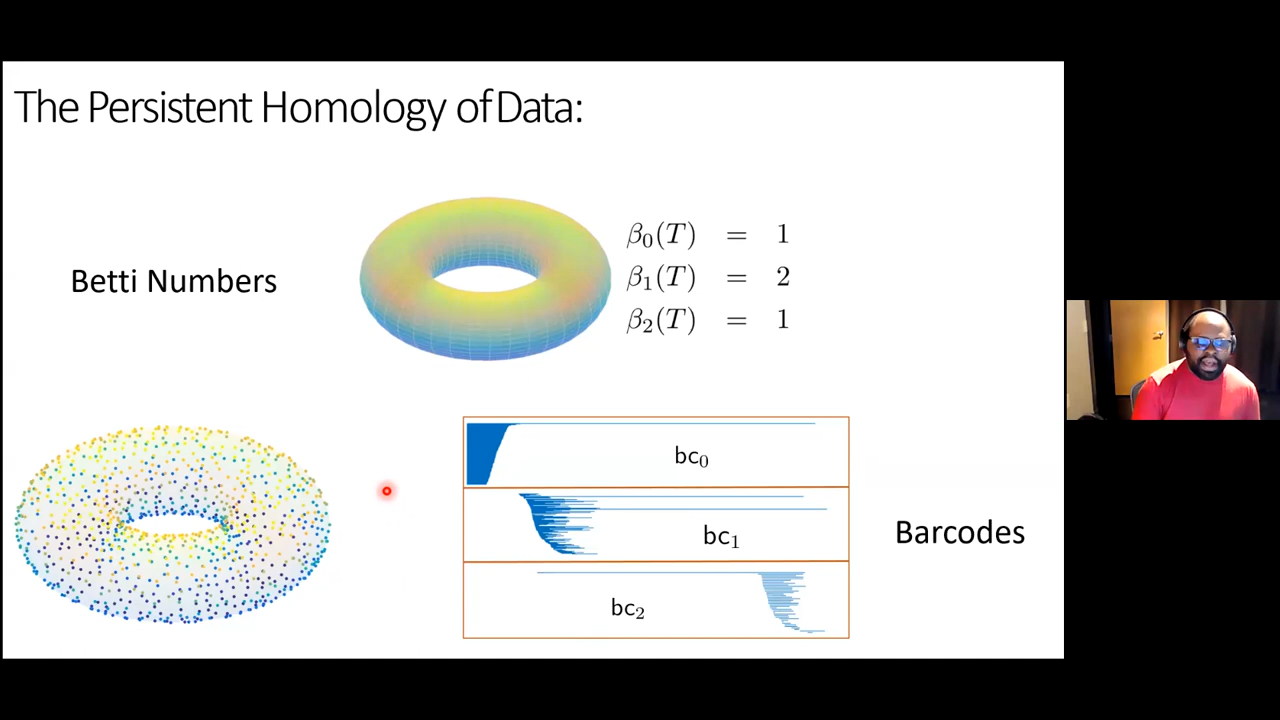 The Persistent Homology of Data:
Betti Numbers
β₀(T) = 1
β₁(T) = 2
β₂(T) = 1
bc₀
bc₁
bc₂
Barcodes